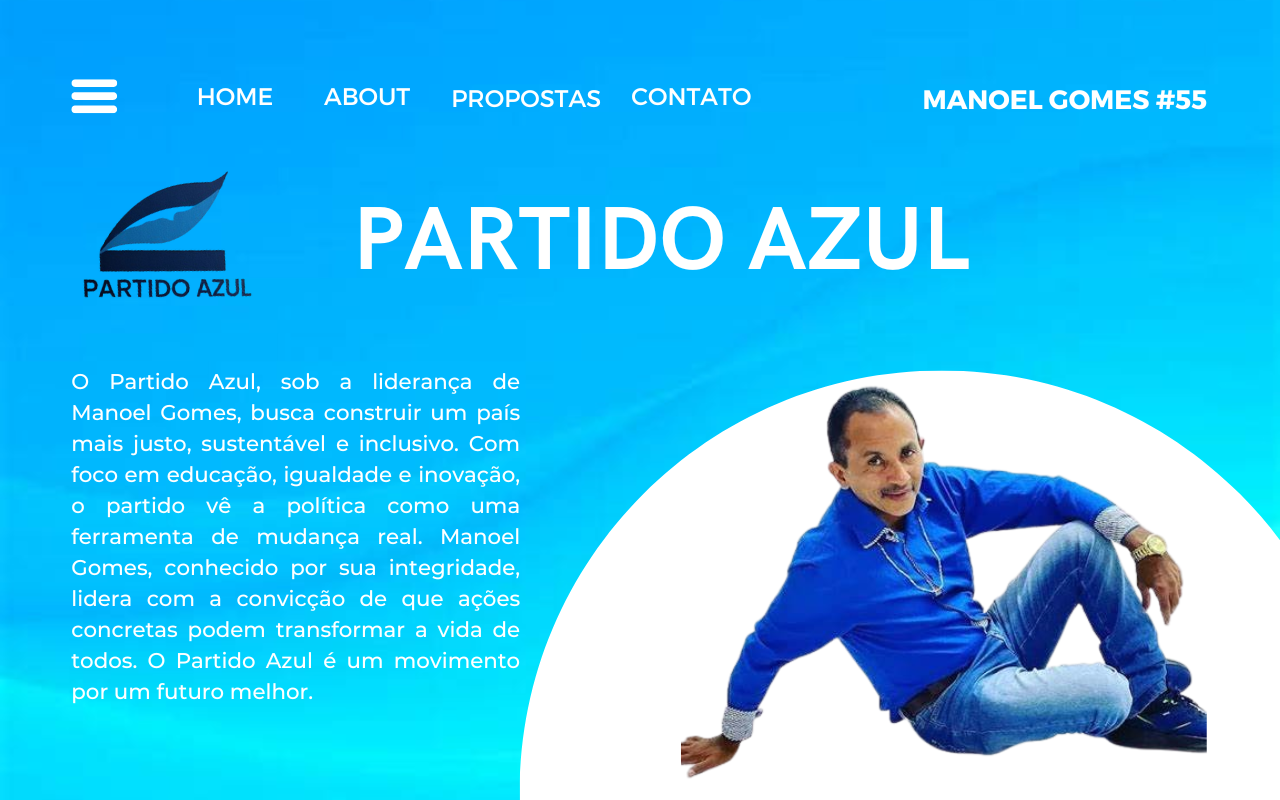 HOME ABOUT PROPOSTAS CONTATO MANOEL GOMES #55
PARTIDO AZUL
PARTIDO AZUL
O Partido Azul, sob a liderança de
Manoel Gomes, busca construir um país
mais justo, sustentável e inclusivo. Com
foco em educação, igualdade e inovação,
o partido vê a política como uma
ferramenta de mudança real. Manoel
Gomes, conhecido por sua integridade,
lidera com a convicção de que ações
concretas podem transformar a vida de
todos. O Partido Azul é um movimento
por um futuro melhor.